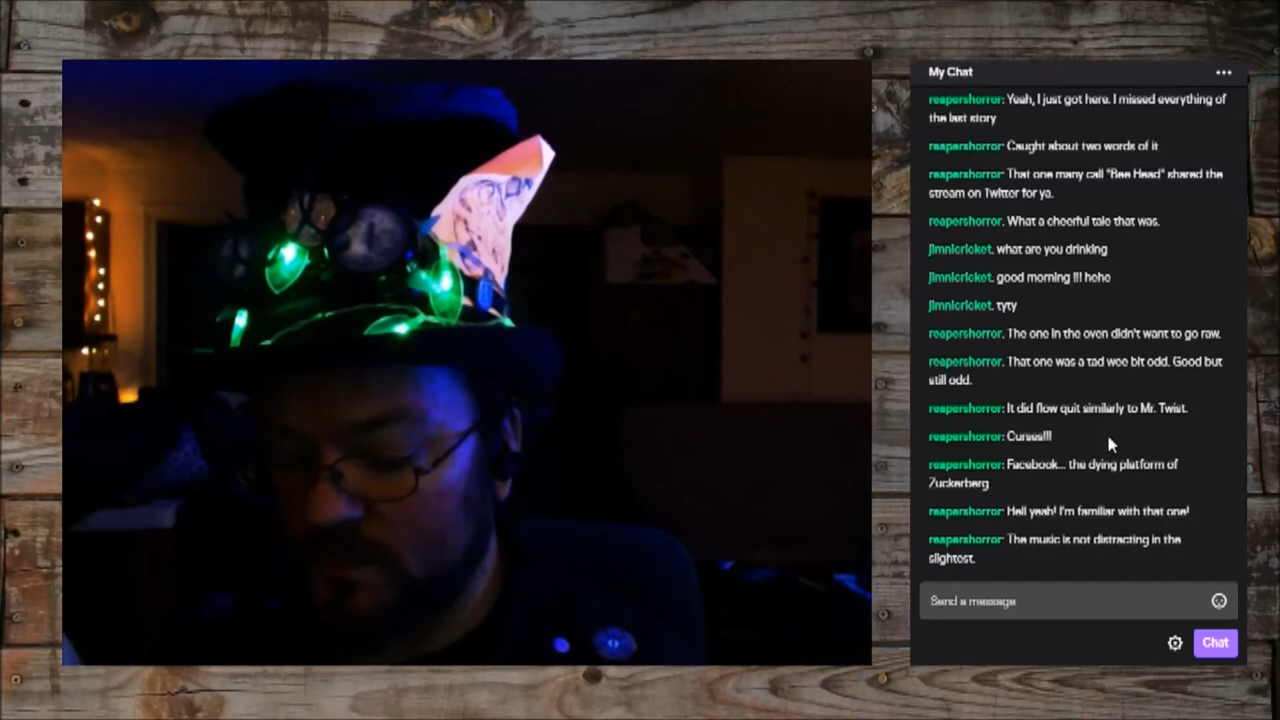 My Chat
reapershorror: Yeah, I just got here. I missed everything of
the last story
reapershorror: Caught about two words of it
reapershorror: That one many call "Bee Head" shared the
stream on Twitter for ya.
reapershorror: What a cheerful tale that was.
jimnicricket: what are you drinking
jimnicricket: good morning !!! hehe
jimnicricket: tyty
reapershorror: The one in the oven didn't want to go raw.
reapershorror: That one was a tad wee bit odd. Good but
still odd.
reapershorror: It did flow quit similarly to Mr. Twist.
reapershorror: Curses!!!
reapershorror: Facebook... the dying platform of
Zuckerberg
reapershorror: Hell yeah! I'm familiar with that one!
reapershorror: The music is not distracting in the
slightest.
Send a message
Chat